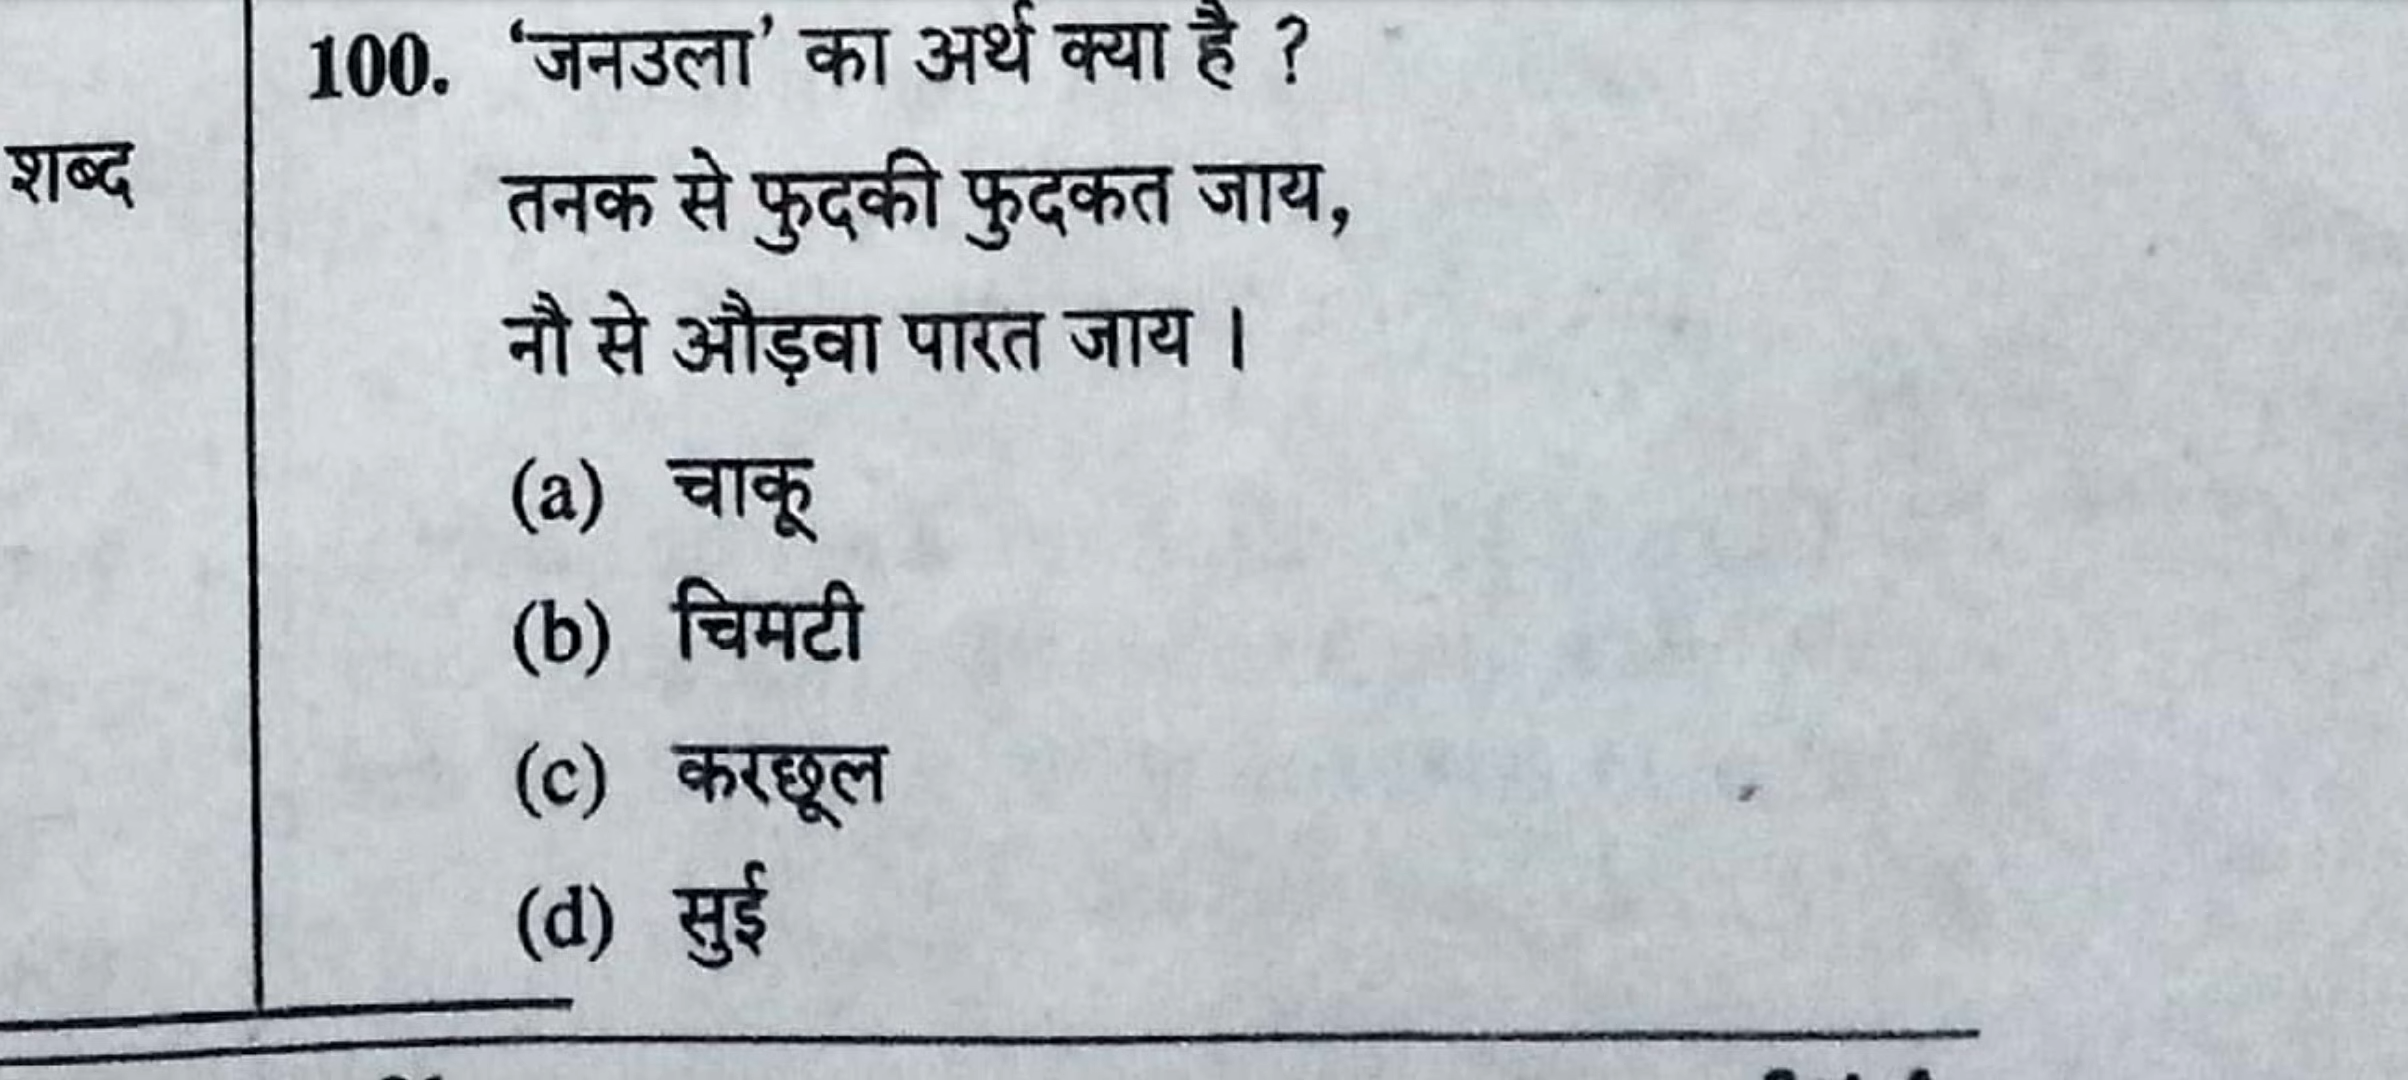 100. ‘जनउला’ का अर्थ क्या है ?
शब्द
तनक से फुदकी फुदकत जाय,
नौ से औड़वा पारत जाय ।
(a) चाकू
(b) चिमटी
(c) करछूल
(d) सुई